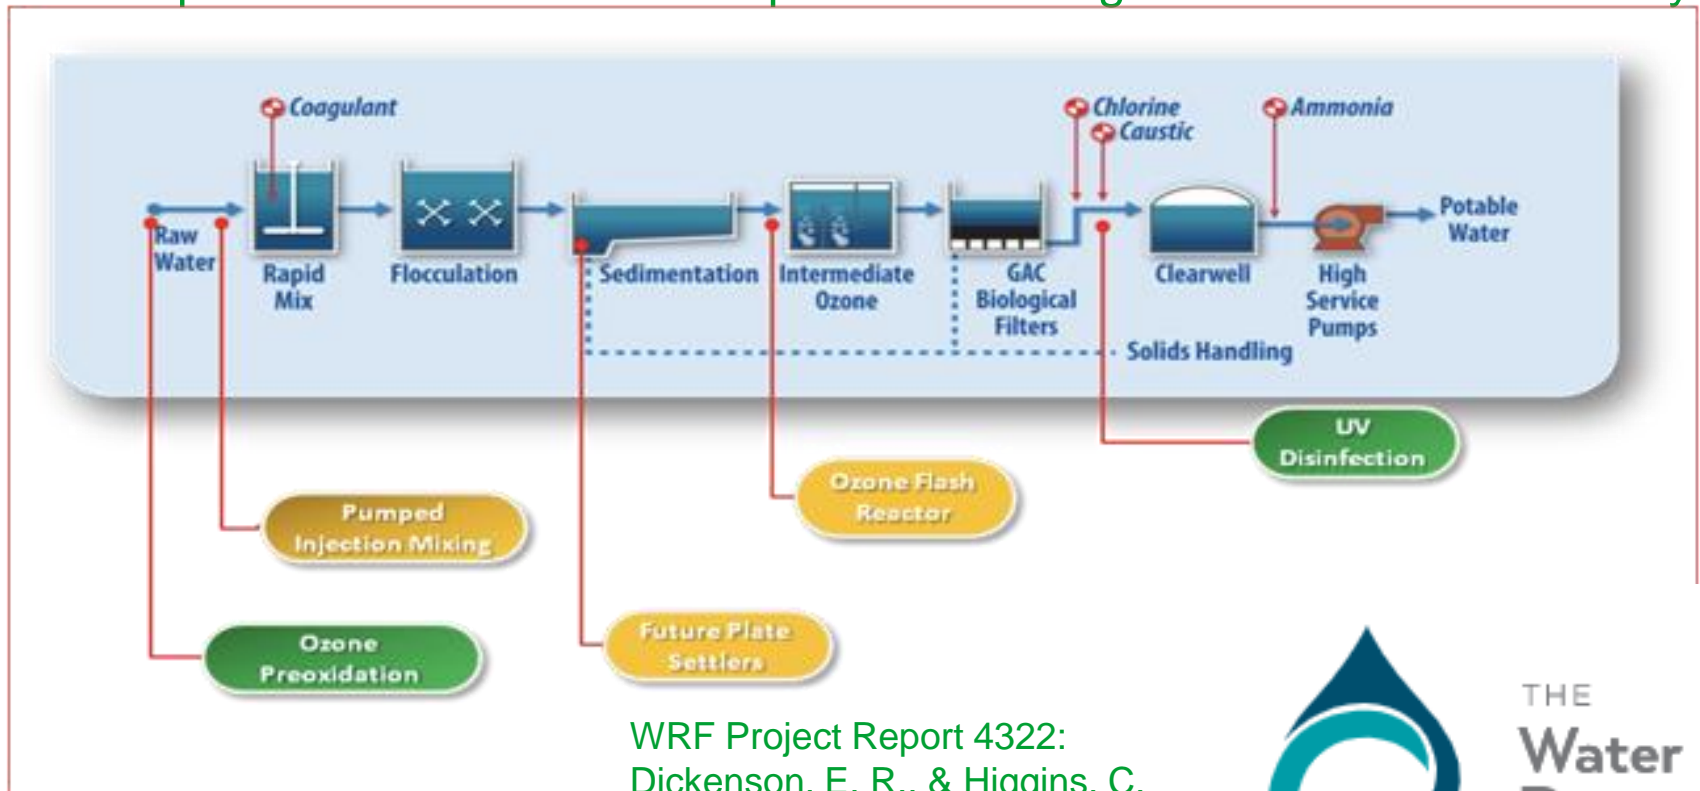 Coagulant
Chlorine
Caustic
Ammonia
Raw
Water
Rapid
Mix
Flocculation
Sedimentation
Intermediate
Ozone
GAC
Biological
Filters
Clearwell
High
Service
Pumps
Potable
Water
Solids Handling
UV
Disinfection
Ozone Flash
Reactor
Pumped
Injection Mixing
Future Plate
Settlers
Ozone
Preoxidation
WRF Project Report 4322:
Dickenson, E. R., & Higgins, C.
THE
Water